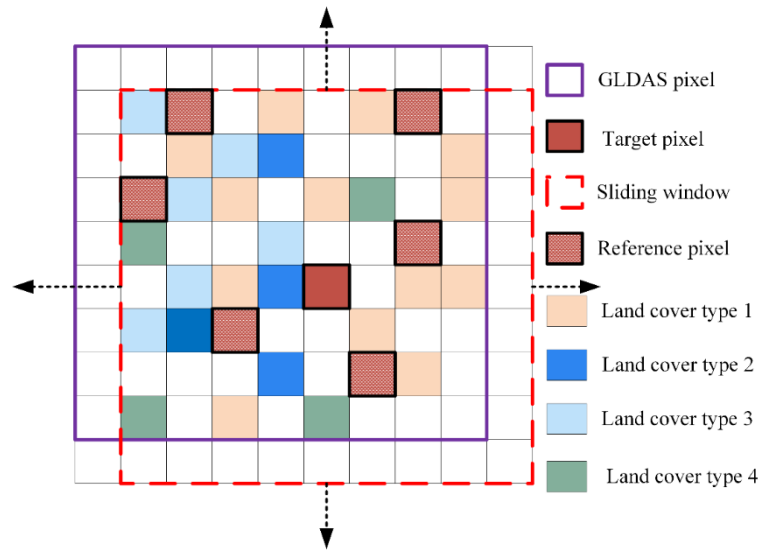 GLDAS pixel
Target pixel
Sliding window
Reference pixel
Land cover type 1
Land cover type 2
Land cover type 3
Land cover type 4